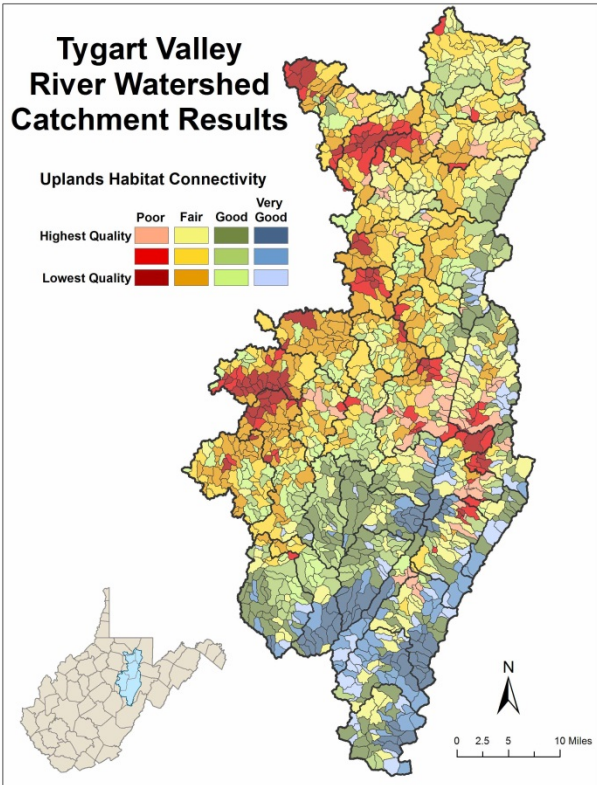 Tygart Valley
River Watershed
Catchment Results
Uplands Habitat Connectivity
Poor Fair Good Very Good
Highest Quality
Lowest Quality
N
0 2.5 5 10 Miles